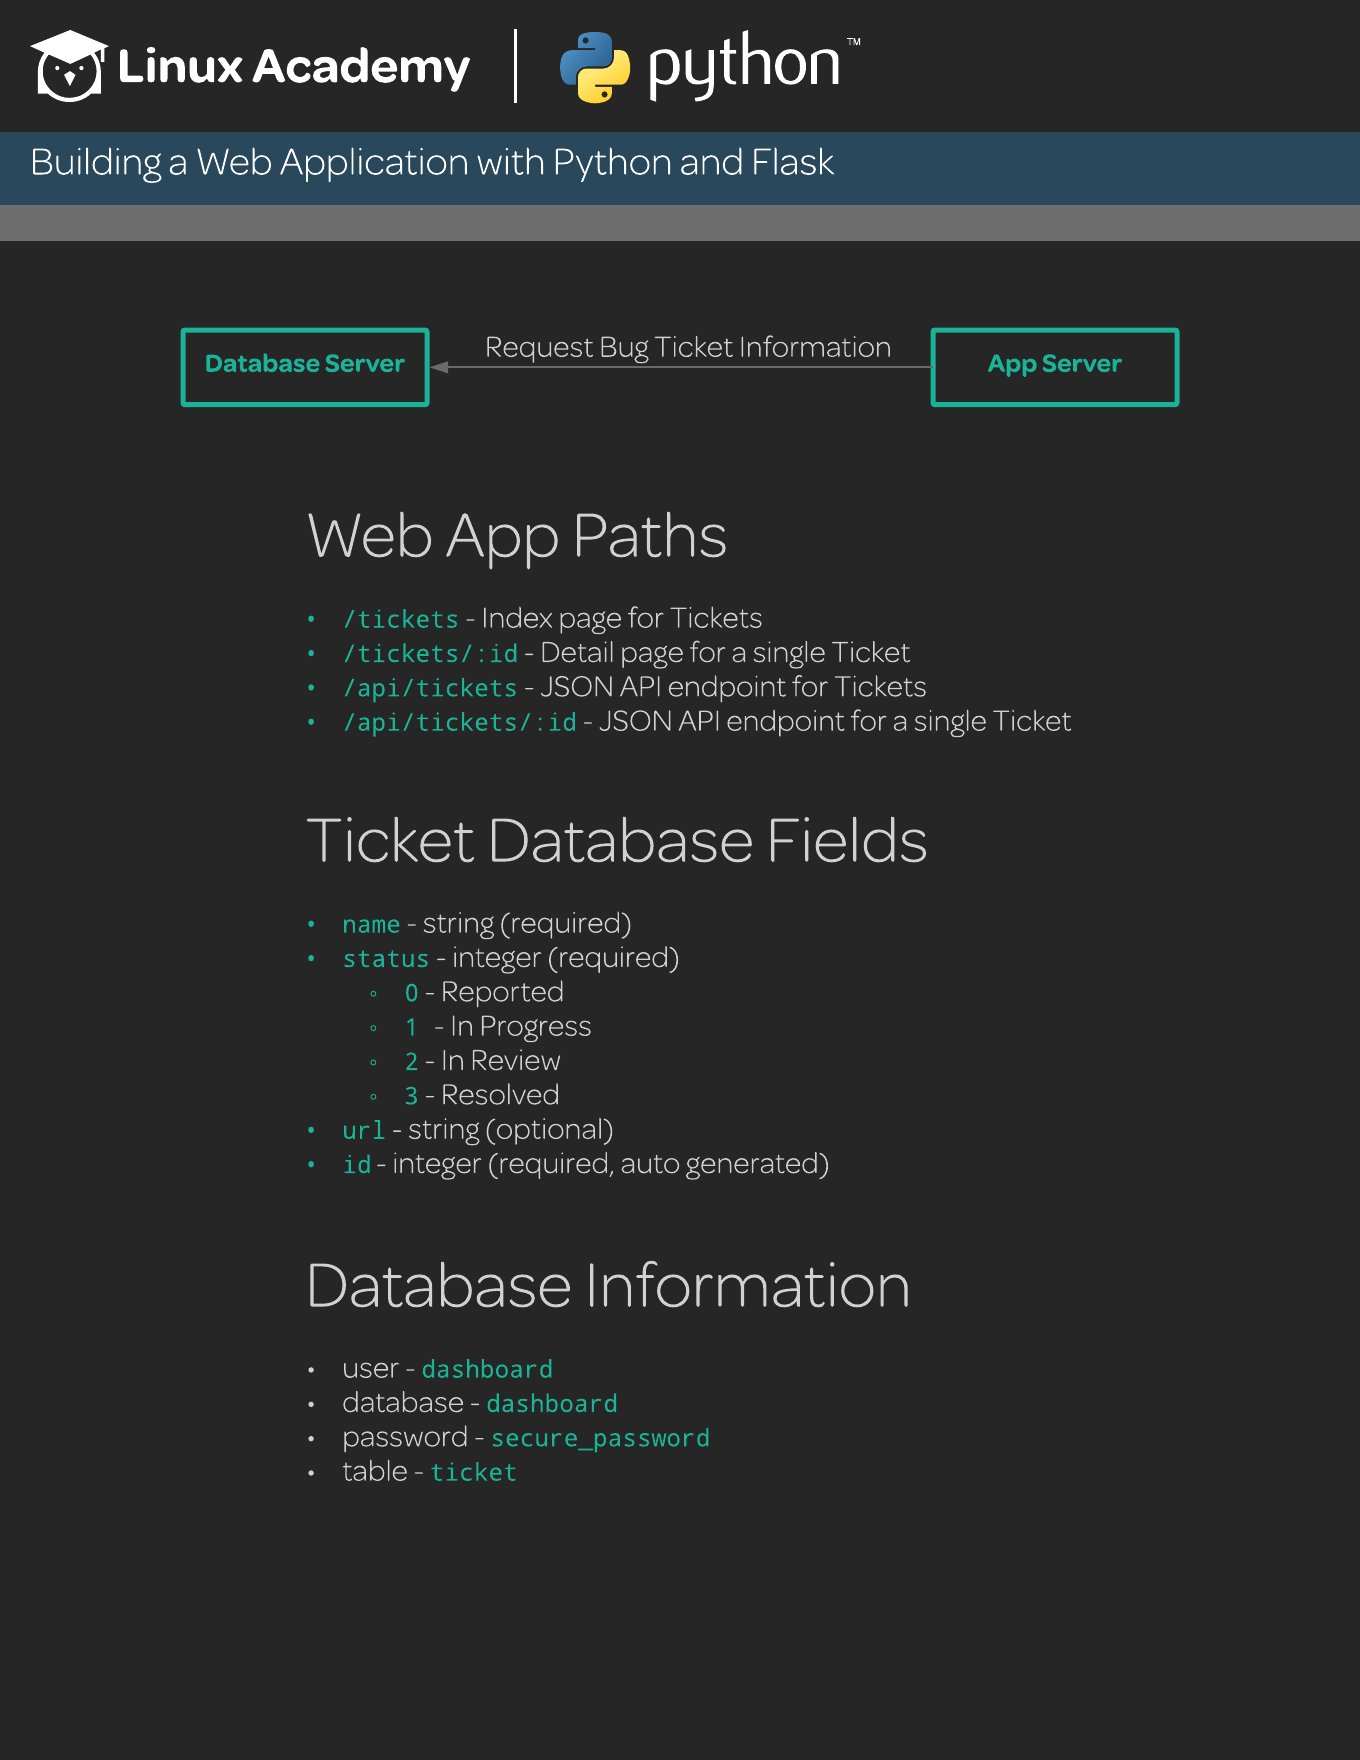 Linux Academy
python™
Building a Web Application with Python and Flask
Database Server
Request Bug Ticket Information
App Server
Web App Paths
• /tickets - Index page for Tickets
• /tickets/:id - Detail page for a single Ticket
• /api/tickets - JSON API endpoint for Tickets
• /api/tickets/:id - JSON API endpoint for a single Ticket
Ticket Database Fields
• name - string (required)
• status - integer (required)
◦ 0 - Reported
◦ 1 - In Progress
◦ 2 - In Review
◦ 3 - Resolved
• url - string (optional)
• id - integer (required, auto generated)
Database Information
• user - dashboard
• database - dashboard
• password - secure_password
• table - ticket